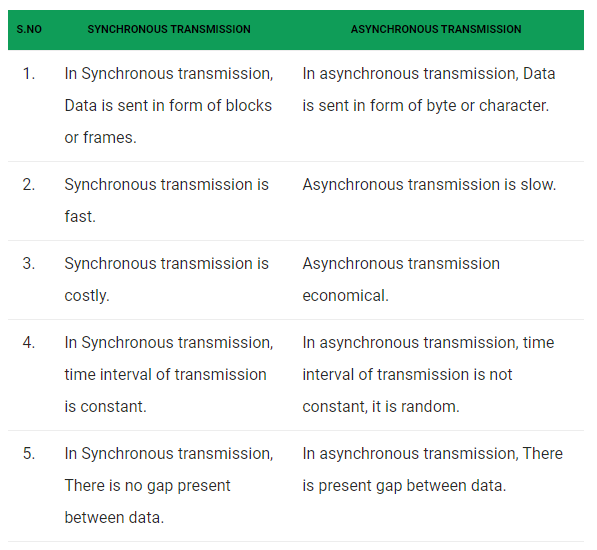 S.NO SYNCHRONOUS TRANSMISSION ASYNCHRONOUS TRANSMISSION
1. In Synchronous transmission, In asynchronous transmission, Data
Data is sent in form of blocks is sent in form of byte or character.
or frames.
2. Synchronous transmission is Asynchronous transmission is slow.
fast.
3. Synchronous transmission is Asynchronous transmission
costly. economical.
4. In Synchronous transmission, In asynchronous transmission, time
time interval of transmission interval of transmission is not
is constant. constant, it is random.
5. In Synchronous transmission, In asynchronous transmission, There
There is no gap present is present gap between data.
between data.